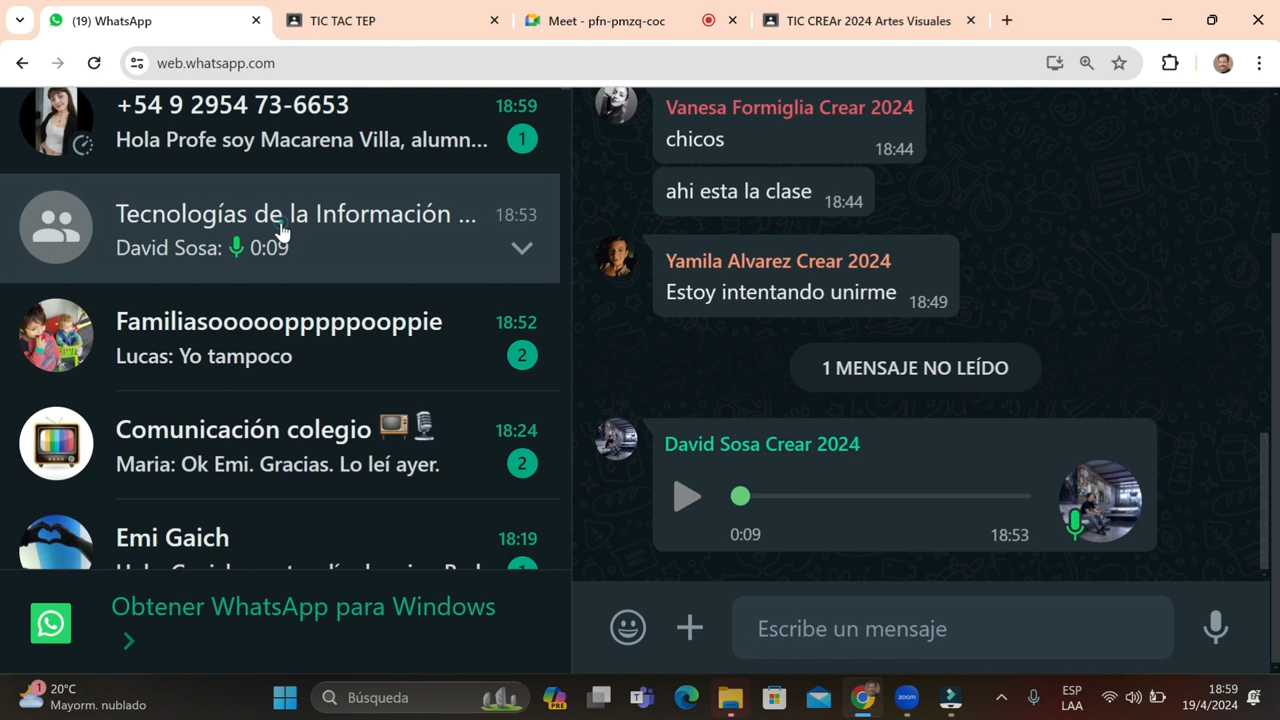 (19) WhatsApp
TIC TAC TEP
Meet - pfn-pmzq-coc
TIC CREAr 2024 Artes Visuales
web.whatsapp.com
+54 9 2954 73-6653
18:59
Hola Profe soy Macarena Villa, alumn...
1
Tecnologías de la Información ...
18:53
David Sosa: 0:09
Familiasooooopppppooppie
18:52
Lucas: Yo tampoco
2
Comunicación colegio
18:24
Maria: Ok Emi. Gracias. Lo leí ayer.
2
Emi Gaich
18:19
Obtener WhatsApp para Windows
Vanesa Formiglia Crear 2024
chicos
18:44
ahi esta la clase
18:44
Yamila Alvarez Crear 2024
Estoy intentando unirme
18:49
1 MENSAJE NO LEÍDO
David Sosa Crear 2024
0:09
18:53
Escribe un mensaje
1
20°C
Mayorm. nublado
Búsqueda
PRE
zoom
ESP
LAA
18:59
19/4/2024